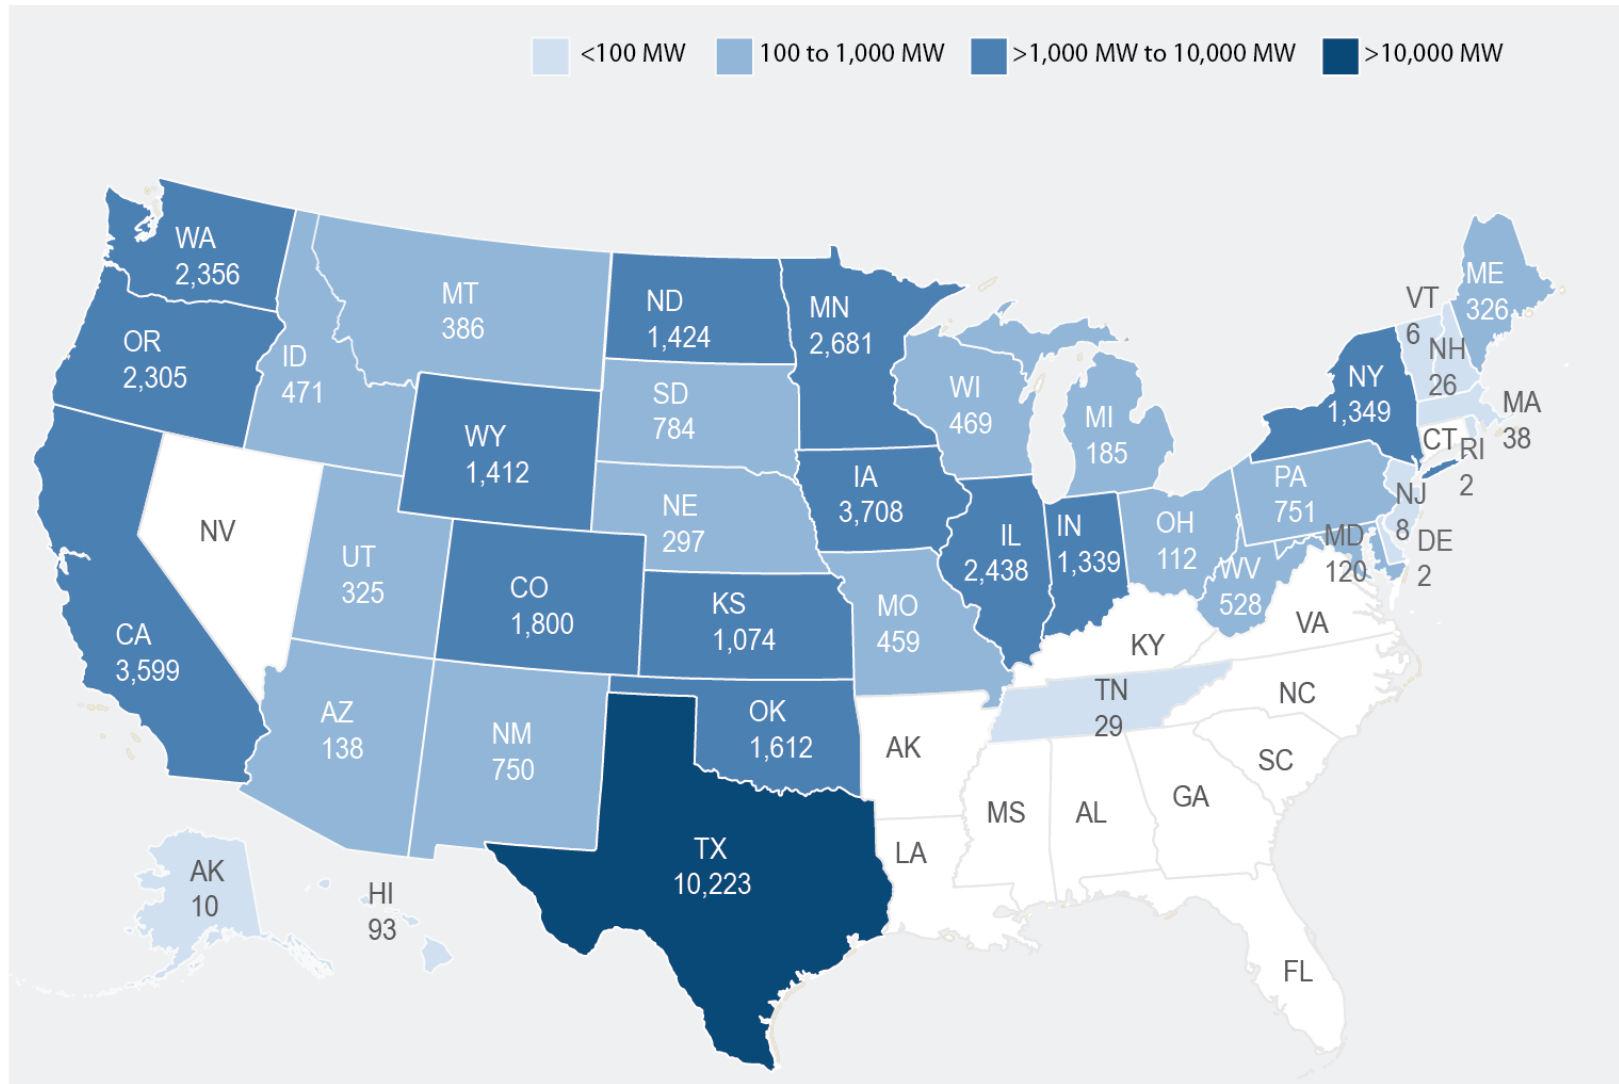 <100 MW
100 to 1,000 MW
>1,000 MW to 10,000 MW
>10,000 MW
WA
2,356
OR
2,305
ID
471
MT
386
ND
1,424
MN
2,681
SD
784
WI
469
MI
185
NY
1,349
VT
6
NH
26
ME
326
MA
38
CT
RI
2
CA
3,599
NV
UT
325
WY
1,412
CO
1,800
NE
297
IA
3,708
IL
2,438
IN
1,339
OH
112
PA
751
NJ
8
MD
120
DE
2
WV
528
VA
KY
KS
1,074
MO
459
AZ
138
NM
750
OK
1,612
AK
TN
29
NC
SC
MS
AL
GA
LA
TX
10,223
FL
AK
10
HI
93